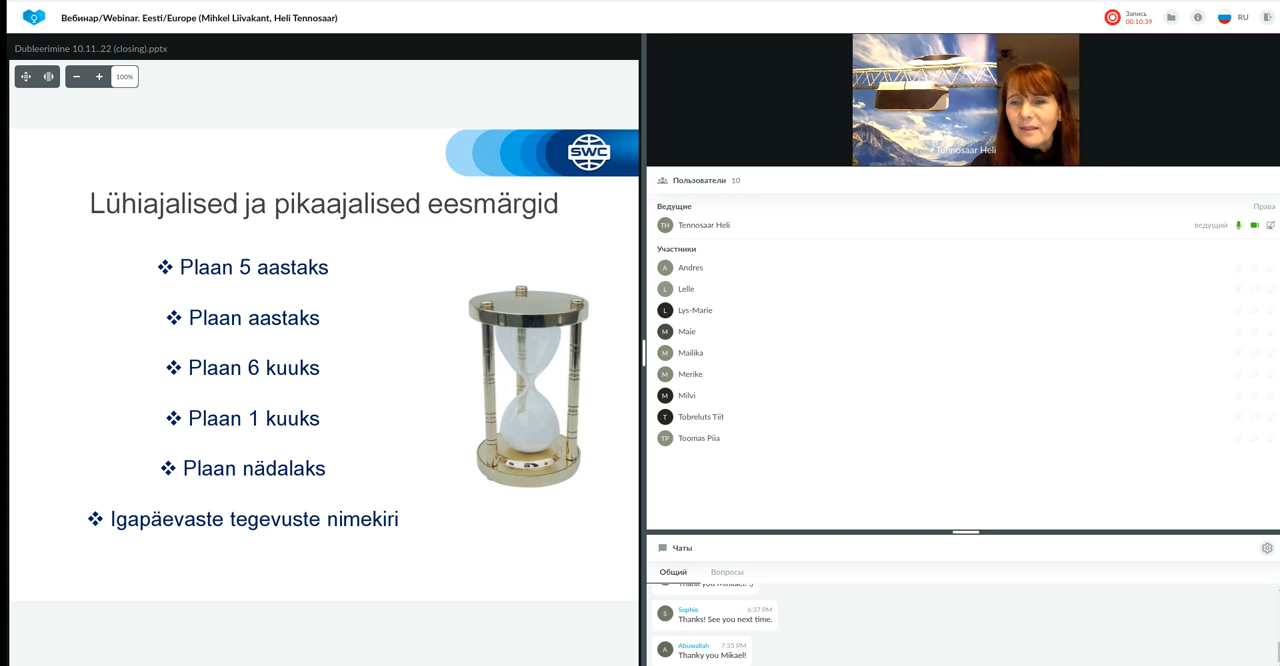 Вебинар/Webinar. Eesti/Europe (Mihkel Liivakant, Heli Tennosaar)
Запись
00:10:39
RU
Dubleerimine 10.11..22 (closing).pptx
100%
SWC
Lühiajalised ja pikaajalised eesmärgid
❖ Plaan 5 aastaks
❖ Plaan aastaks
❖ Plaan 6 kuuks
❖ Plaan 1 kuuks
❖ Plaan nädalaks
❖ Igapäevaste tegevuste nimekiri
Tennosaar Heli
Пользователи 10
Ведущие Права
TH Tennosaar Heli ведущий
Участники
A Andres
L Lelle
L Lys-Marie
M Maie
M Mailika
M Merike
M Milvi
T Tobreluts Tiit
TP Toomas Piia
Чаты
Общий Вопросы
S Sophie 6:37 PM
Thanks! See you next time.
A Abuwallah 7:35 PM
Thanky you Mikael!